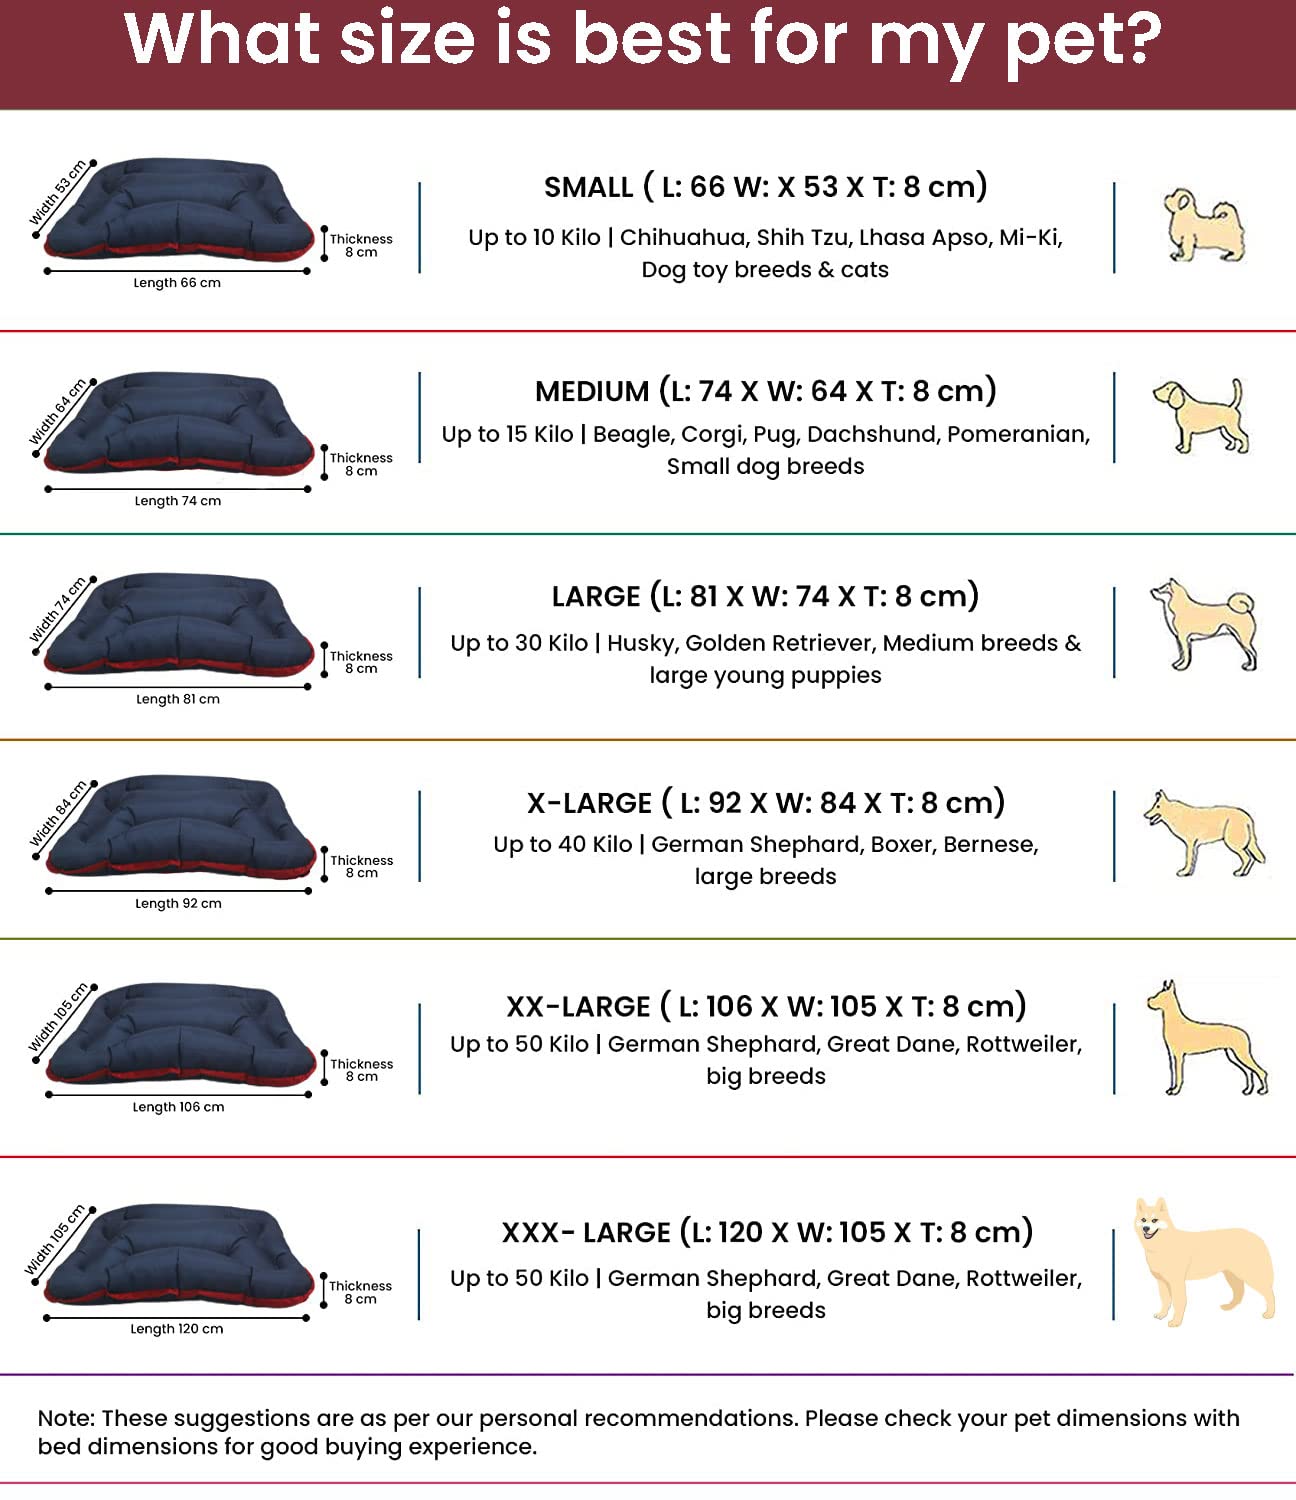 What size is best for my pet?
Width 53 cm
Thickness
8 cm
Length 66 cm
SMALL ( L: 66 W: X 53 X T: 8 cm)
Up to 10 Kilo | Chihuahua, Shih Tzu, Lhasa Apso, Mi-Ki,
Dog toy breeds & cats
Width 64 cm
Thickness
8 cm
Length 74 cm
MEDIUM (L: 74 X W: 64 X T: 8 cm)
Up to 15 Kilo | Beagle, Corgi, Pug, Dachshund, Pomeranian,
Small dog breeds
Width 74 cm
Thickness
8 cm
Length 81 cm
LARGE (L: 81 X W: 74 X T: 8 cm)
Up to 30 Kilo | Husky, Golden Retriever, Medium breeds &
large young puppies
Width 84 cm
Thickness
8 cm
Length 92 cm
X-LARGE ( L: 92 X W: 84 X T: 8 cm)
Up to 40 Kilo | German Shephard, Boxer, Bernese,
large breeds
Width 105 cm
Thickness
8 cm
Length 106 cm
XX-LARGE ( L: 106 X W: 105 X T: 8 cm)
Up to 50 Kilo | German Shephard, Great Dane, Rottweiler,
big breeds
Width 105 cm
Thickness
8 cm
Length 120 cm
XXX- LARGE (L: 120 X W: 105 X T: 8 cm)
Up to 50 Kilo | German Shephard, Great Dane, Rottweiler,
big breeds
Note: These suggestions are as per our personal recommendations. Please check your pet dimensions with
bed dimensions for good buying experience.